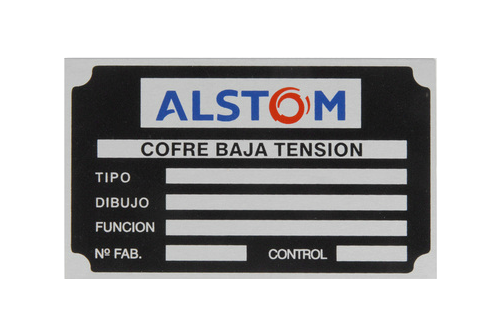 ALSTOM
COFRE BAJA TENSION
TIPO
DIBUJO
FUNCION
Nº FAB. CONTROL